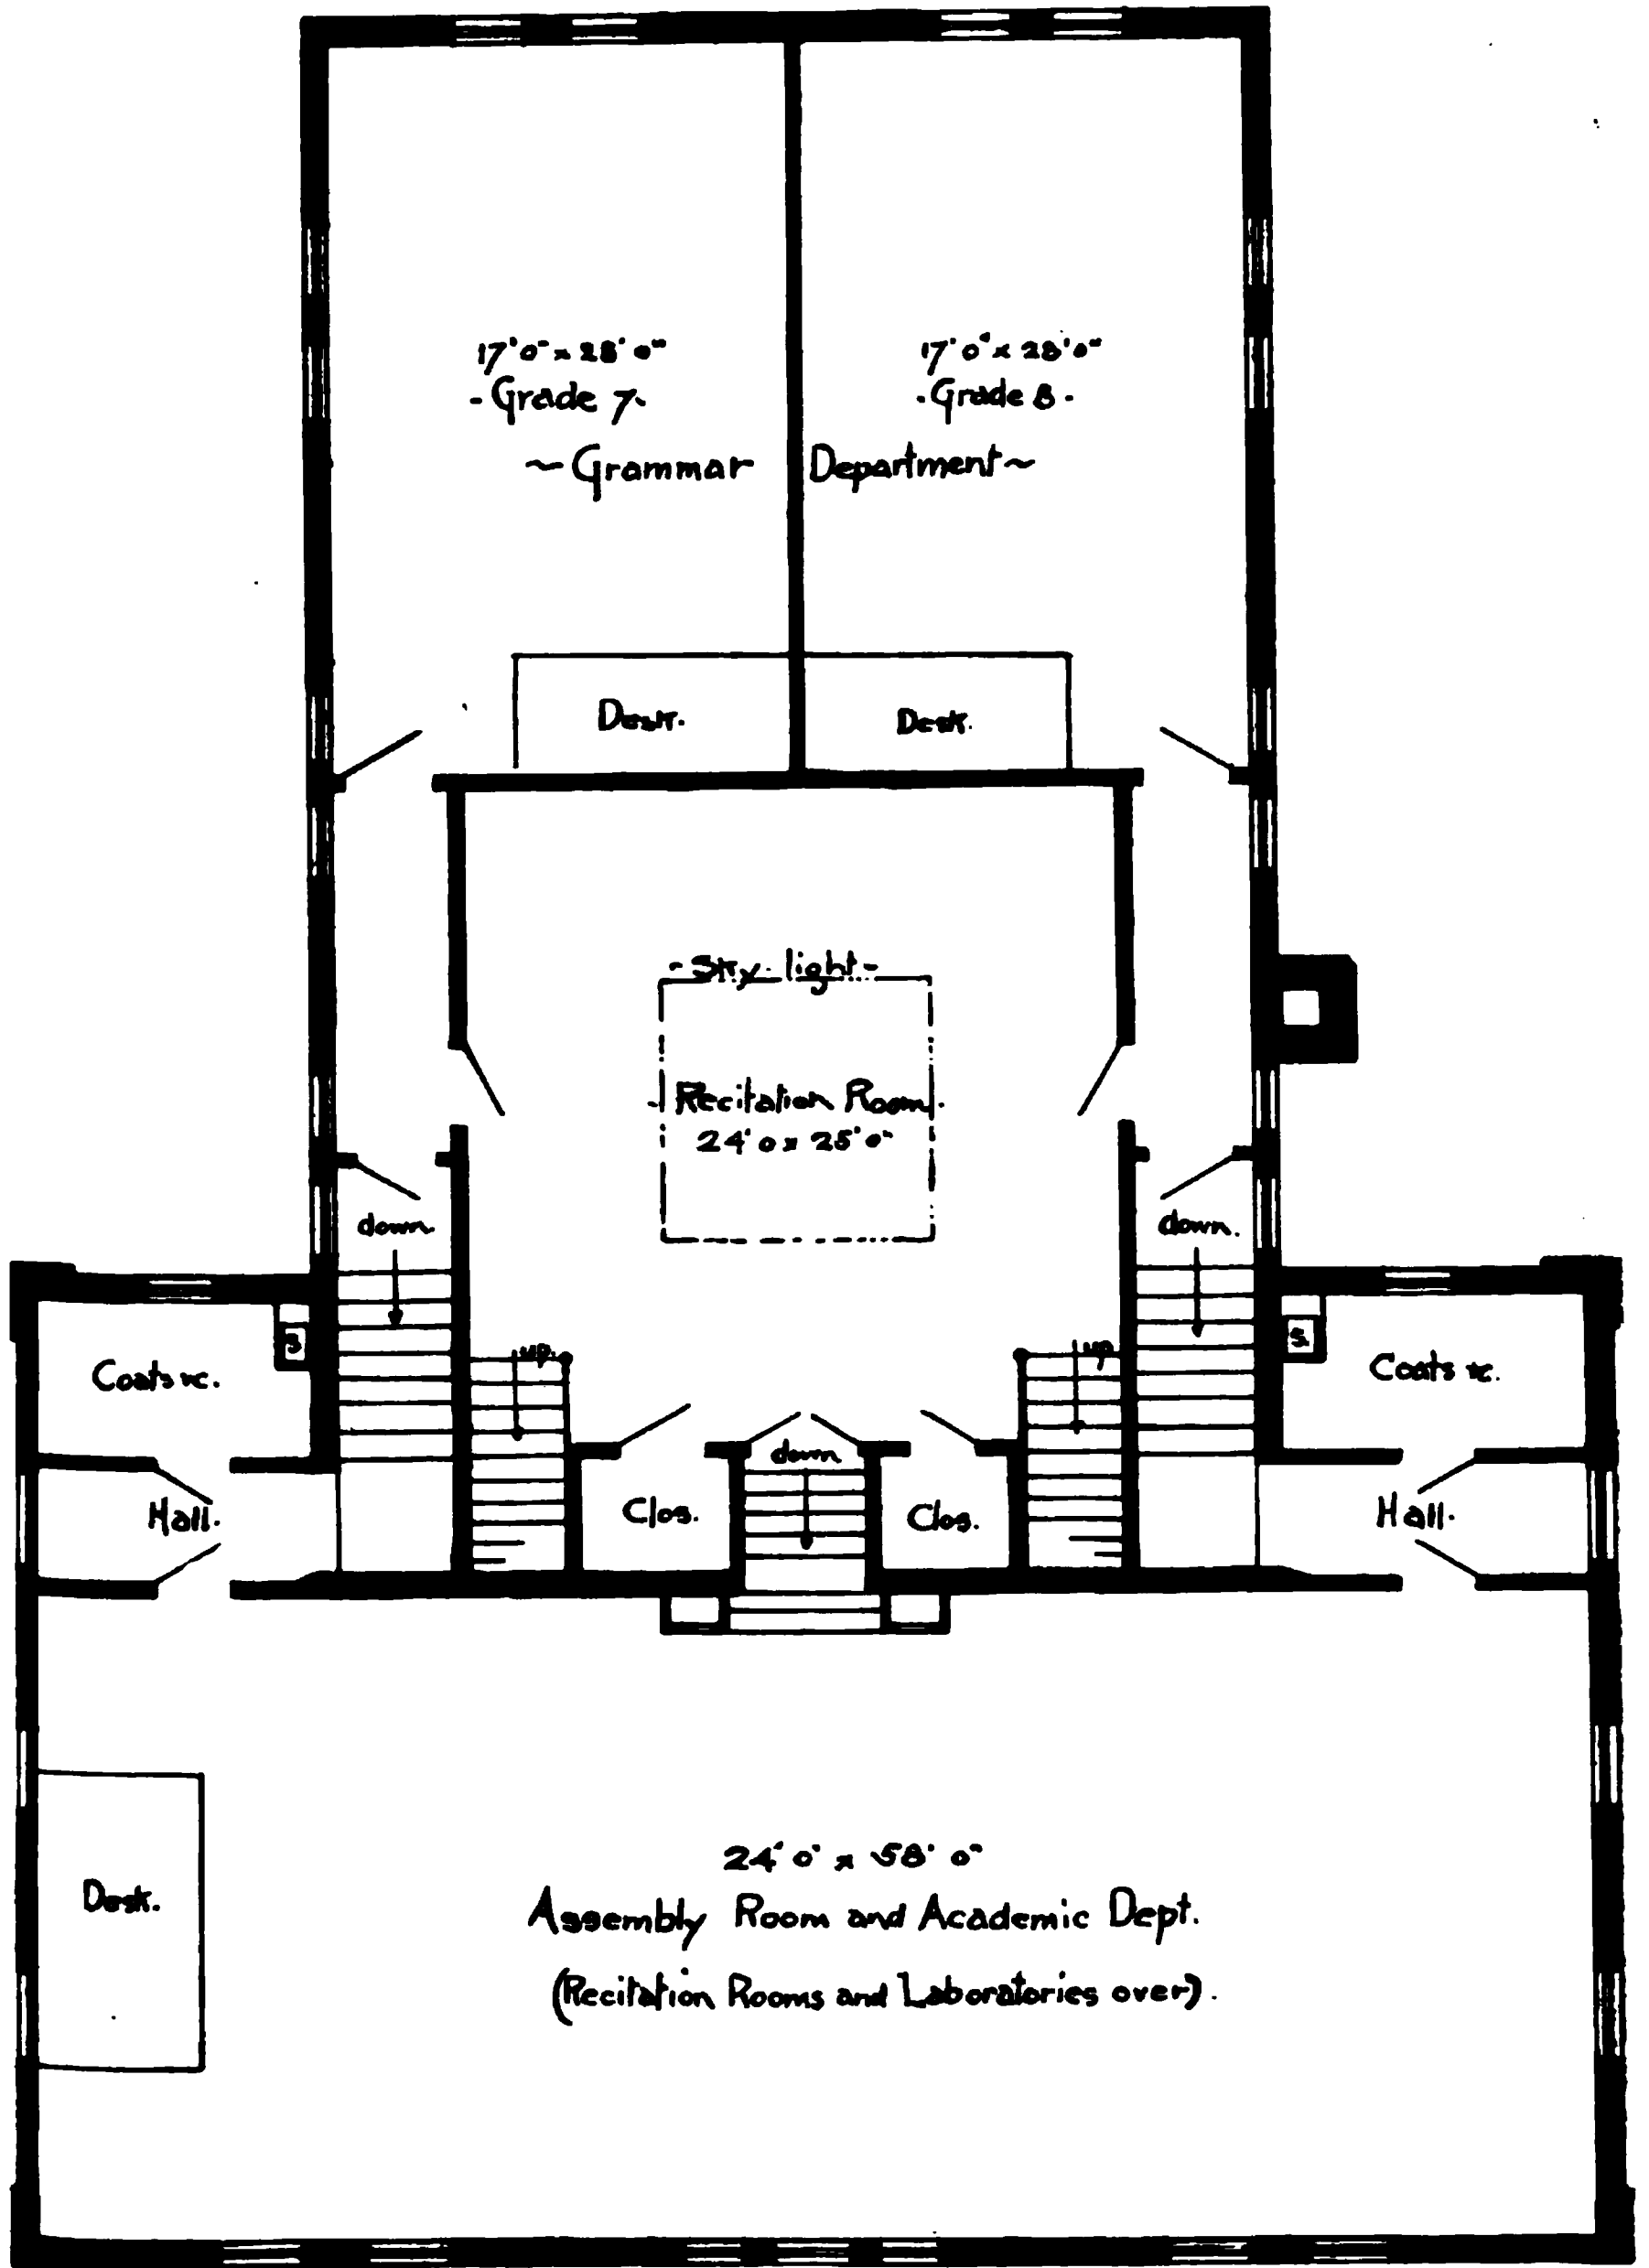 17'0" x 28'0"
- Grade 7 -
17'0" x 28'0"
- Grade 8 -
~ Grammar Department ~
Desk.
Desk.
- Sky-light -
- Recitation Room -
24'0 x 25'0"
down.
down.
up.
up
S
S.
Coats &c.
Coats &c.
down
Hall.
Clos.
Clos.
Hall.
24'0" x 58'0"
Assembly Room and Academic Dept.
(Recitation Rooms and Laboratories over).
Desk.